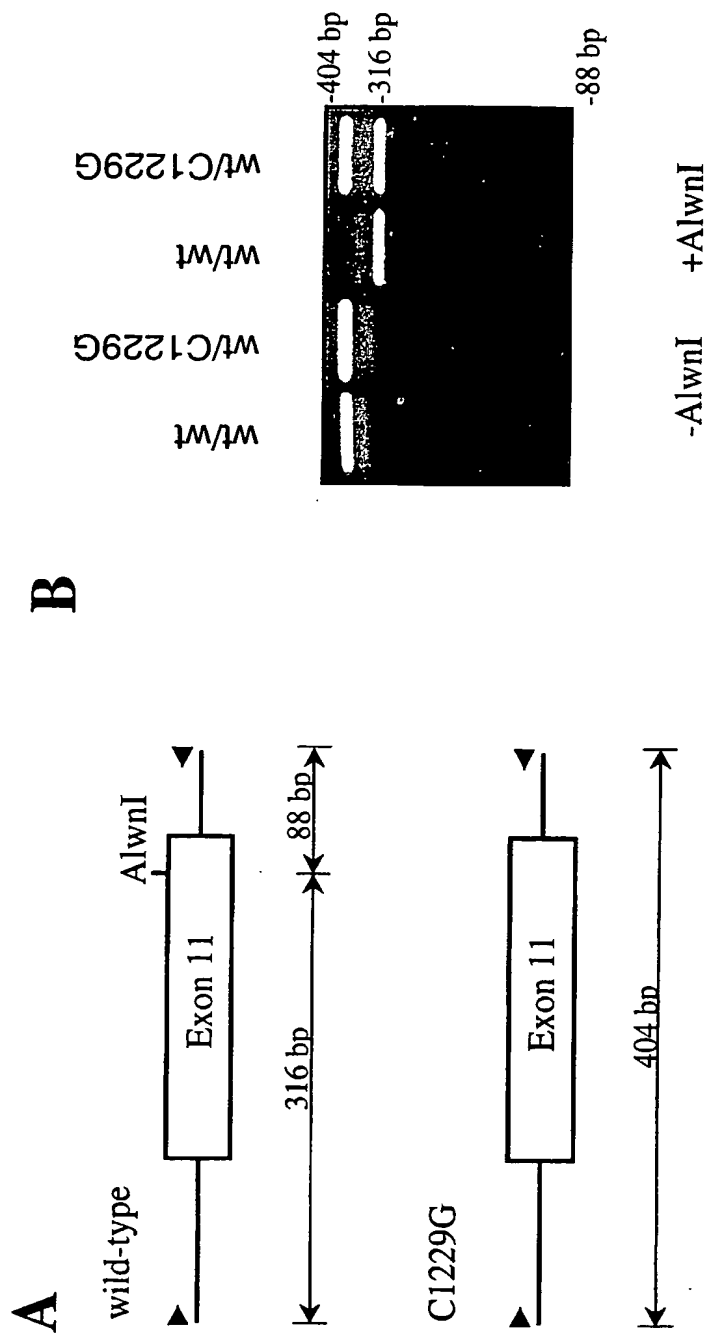 A
wild-type
AlwnI
Exon 11
316 bp
88 bp
C1229G
Exon 11
404 bp
B
wt/wt
wt/C1229G
wt/wt
wt/C1229G
-404 bp
-316 bp
-88 bp
-AlwnI
+AlwnI